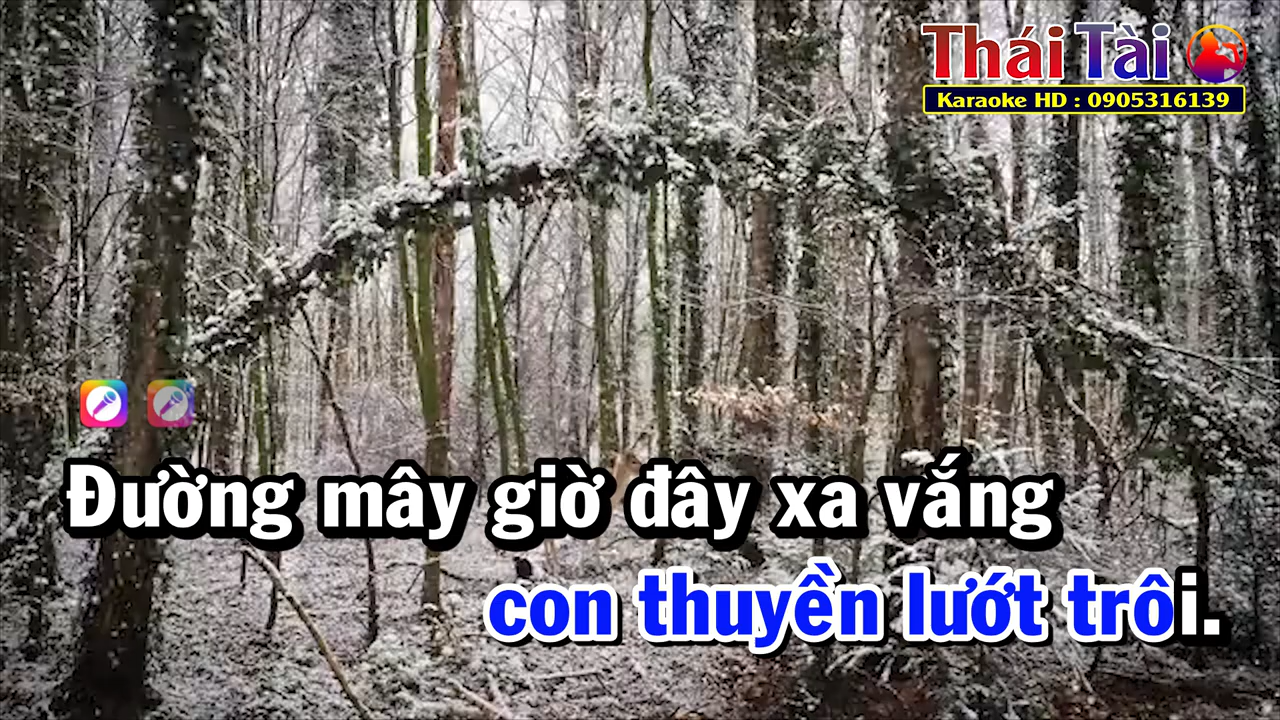 Thái Tài
Karaoke HD : 0905316139
Đường mây giờ đây xa vắng
con thuyền lướt trôi.